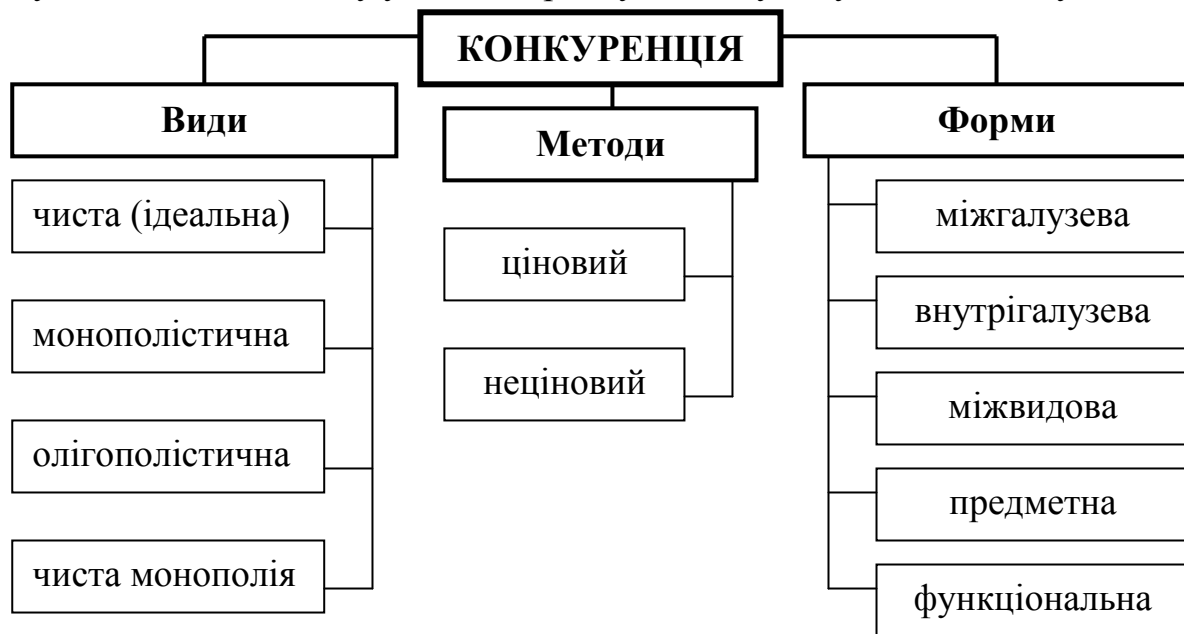 КОНКУРЕНЦІЯ
Види
чиста (ідеальна)
монополістична
олігополістична
чиста монополія
Методи
ціновий
неціновий
Форми
міжгалузева
внутрігалузева
міжвидова
предметна
функціональна